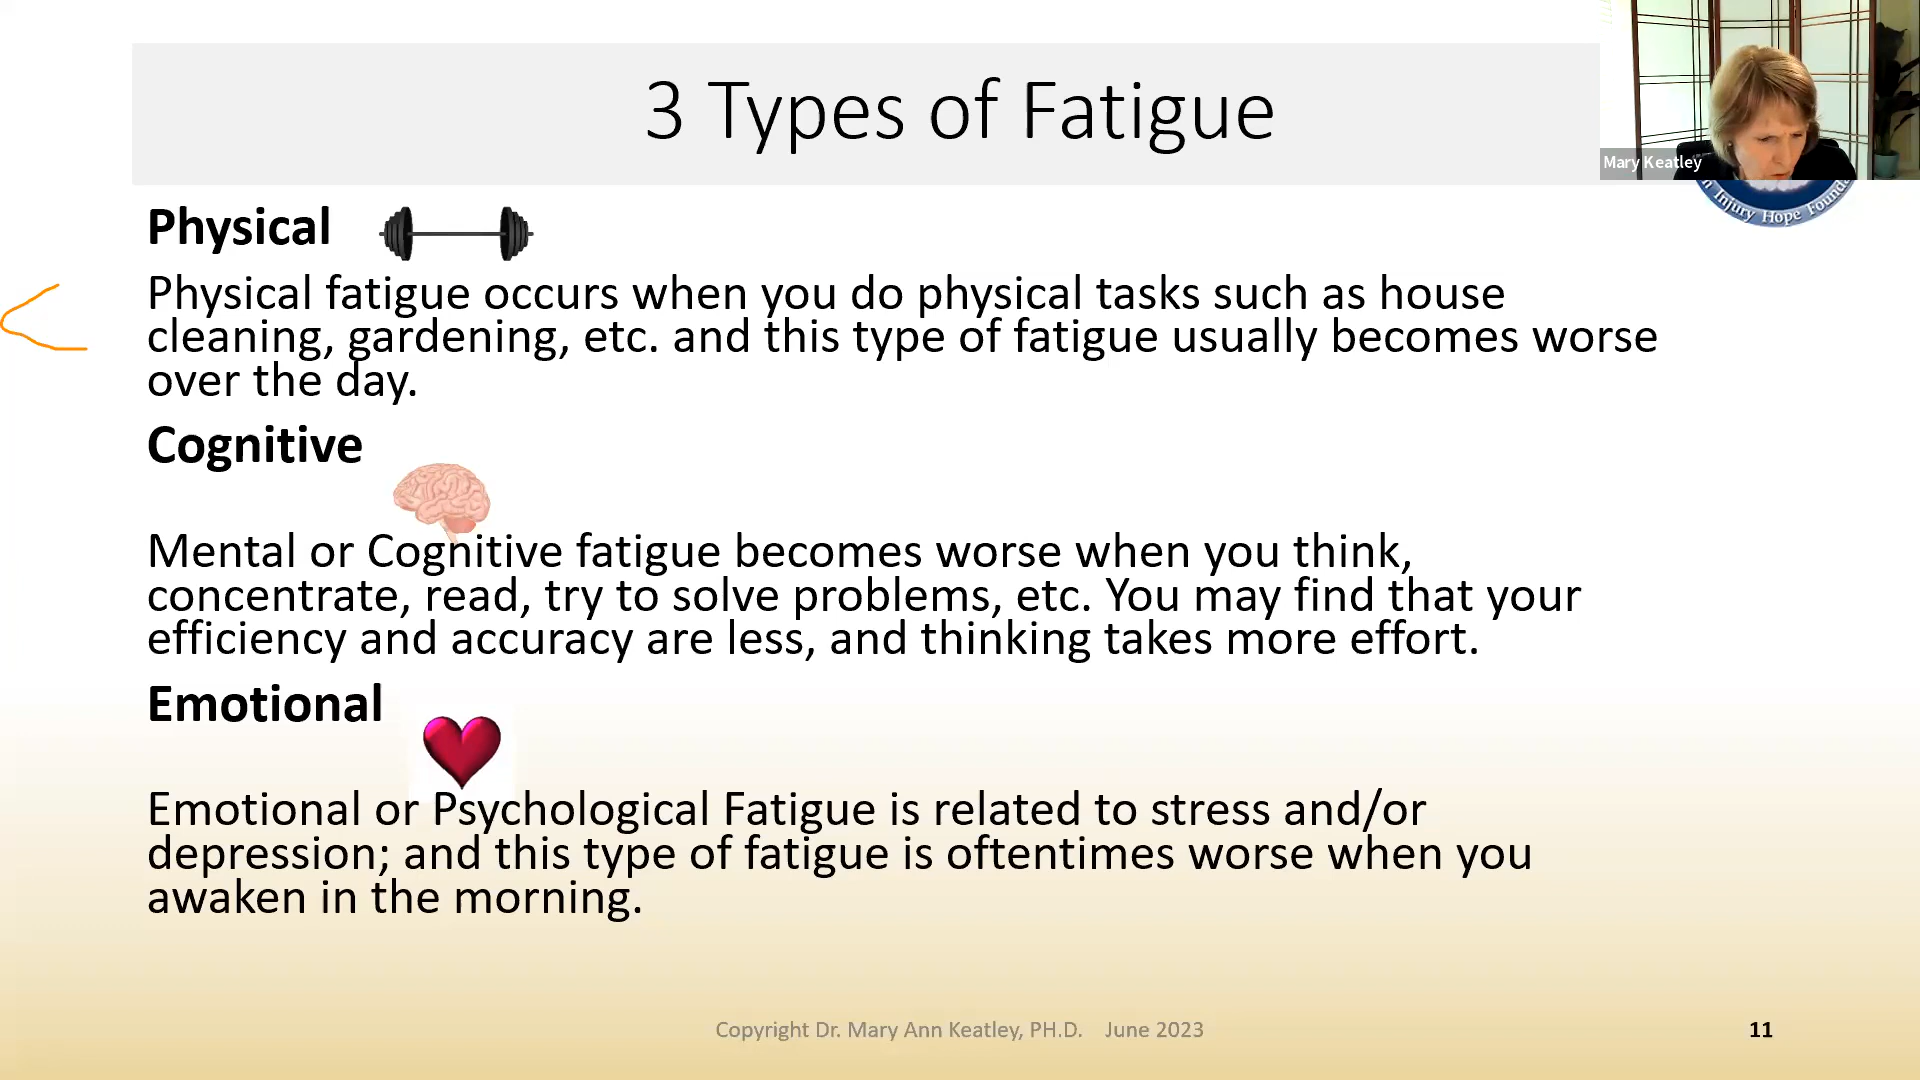 3 Types of Fatigue
Mary Keatley
Injury Hope
Physical
Physical fatigue occurs when you do physical tasks such as house
cleaning, gardening, etc. and this type of fatigue usually becomes worse
over the day.
Cognitive
Mental or Cognitive fatigue becomes worse when you think,
concentrate, read, try to solve problems, etc. You may find that your
efficiency and accuracy are less, and thinking takes more effort.
Emotional
Emotional or Psychological Fatigue is related to stress and/or
depression; and this type of fatigue is oftentimes worse when you
awaken in the morning.
Copyright Dr. Mary Ann Keatley, PH.D. June 2023
11